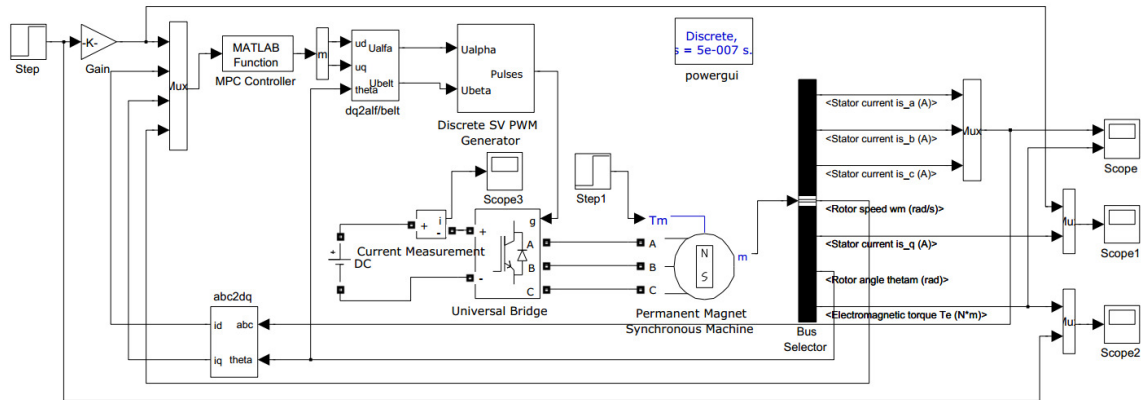 Step
-K-
Gain
Mux
MATLAB
Function
MPC Controller
m
ud
uq
theta
Ualfa
Ubelt
dq2alf/belt
Ualpha
Ubeta
Pulses
Discrete SV PWM
Generator
Discrete,
s = 5e-007 s.
powergui
<Stator current is_a (A)>
<Stator current is_b (A)>
<Stator current is_c (A)>
<Rotor speed wm (rad/s)>
<Stator current is_q (A)>
<Rotor angle thetam (rad)>
<Electromagnetic torque Te (N*m)>
Bus
Selector
Mux
Scope
Mux
Scope1
Mux
Scope2
Scope3
Step1
+
i
-
Current Measurement
+
DC
g
+
-
A
B
C
Universal Bridge
Tm
A
B
C
N
S
m
Permanent Magnet
Synchronous Machine
abc2dq
id
abc
iq
theta